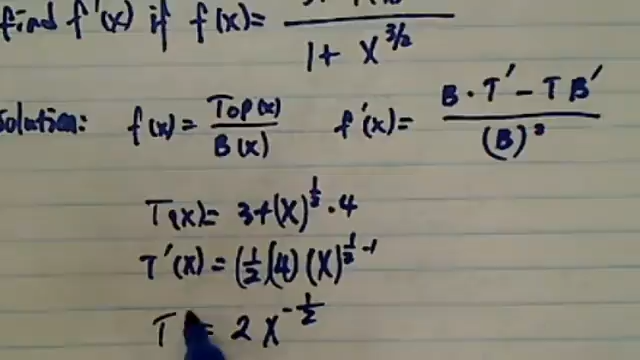 find f'(x) if f(x)=
1 + x^3/2
Solution: f(x) = Top(x) / B(x) f'(x) = B · T' - T B' / (B)²
T(x) = 3+(x)^1/2 · 4
T'(x) = (1/2)(4)(x)^1/2 -1
T = 2 x^-1/2